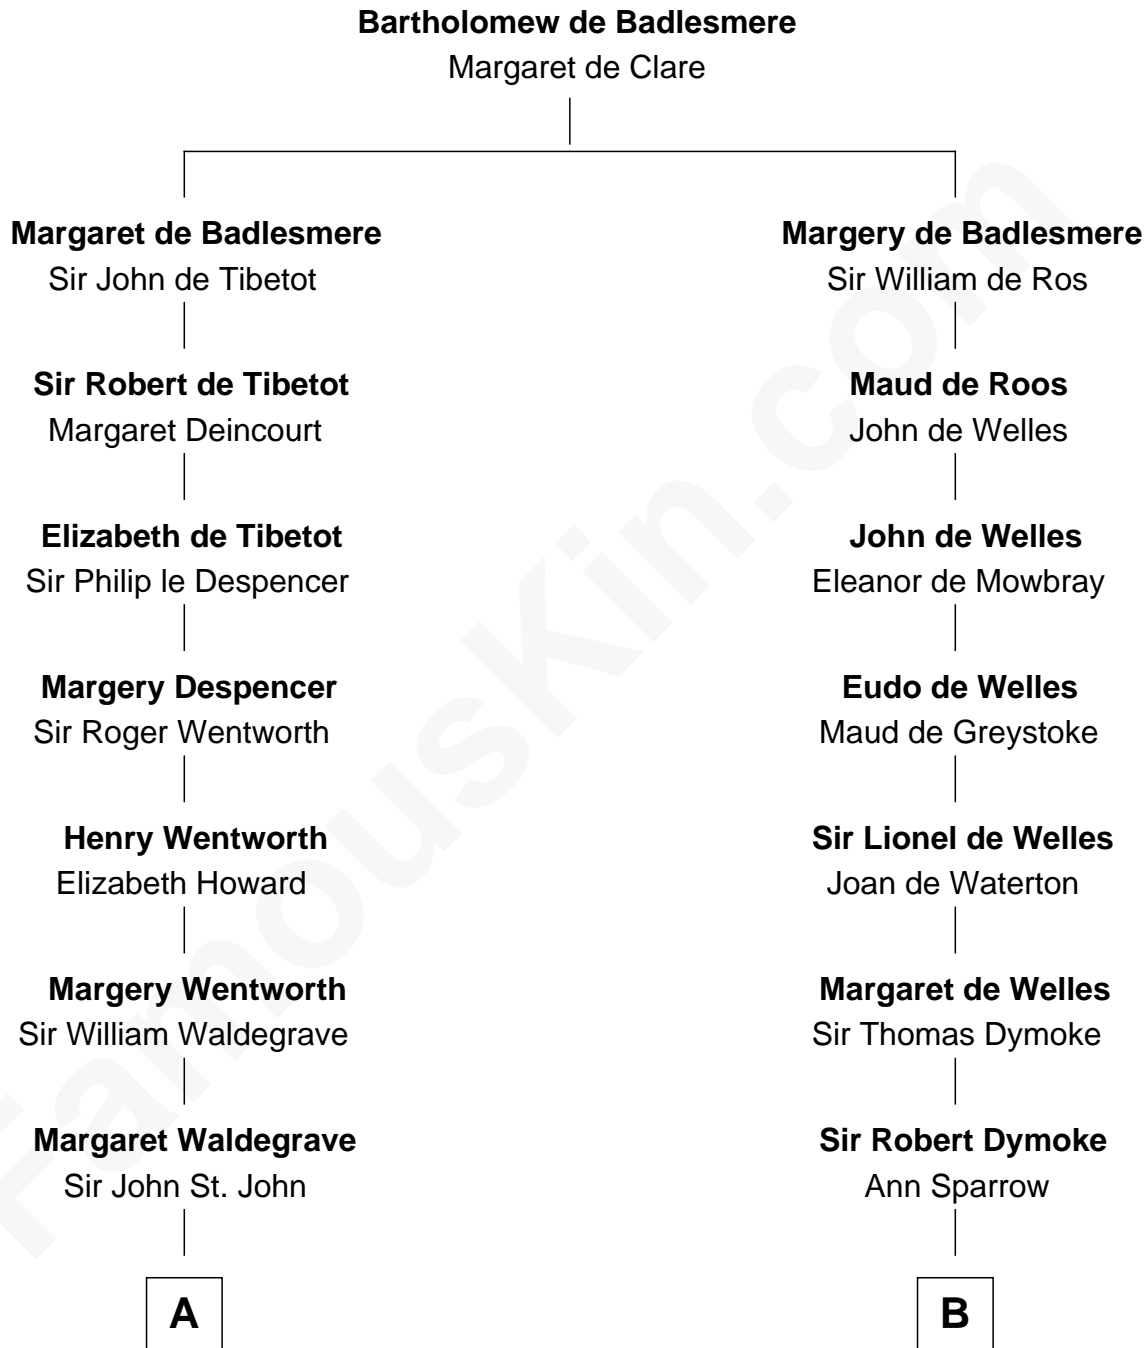 Bartholomew de Badlesmere
Margaret de Clare
Margaret de Badlesmere
Sir John de Tibetot
Margery de Badlesmere
Sir William de Ros
Sir Robert de Tibetot
Margaret Deincourt
Maud de Roos
John de Welles
Elizabeth de Tibetot
Sir Philip le Despencer
John de Welles
Eleanor de Mowbray
Margery Despencer
Sir Roger Wentworth
Eudo de Welles
Maud de Greystoke
Henry Wentworth
Elizabeth Howard
Sir Lionel de Welles
Joan de Waterton
Margery Wentworth
Sir William Waldegrave
Margaret de Welles
Sir Thomas Dymoke
Margaret Waldegrave
Sir John St. John
Sir Robert Dymoke
Ann Sparrow
A
B
FamousKin.com